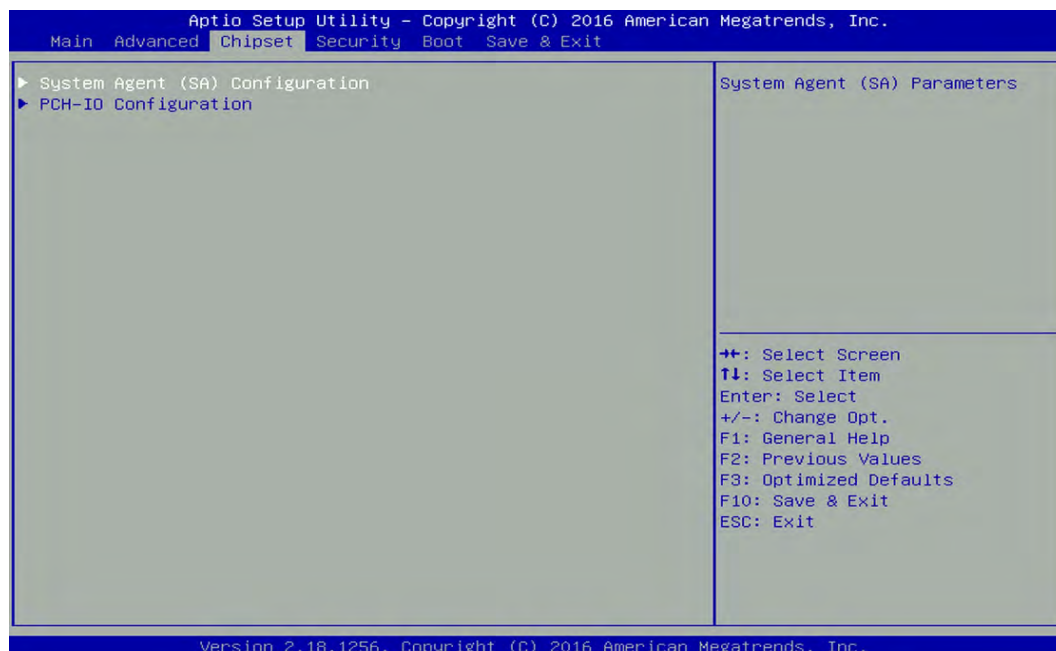 Aptio Setup Utility – Copyright (C) 2016 American Megatrends, Inc.
Main Advanced Chipset Security Boot Save & Exit
▶ System Agent (SA) Configuration
▶ PCH-IO Configuration
System Agent (SA) Parameters
→←: Select Screen
↑↓: Select Item
Enter: Select
+/-: Change Opt.
F1: General Help
F2: Previous Values
F3: Optimized Defaults
F10: Save & Exit
ESC: Exit
Version 2.18.1256. Copyright (C) 2016 American Megatrends, Inc.